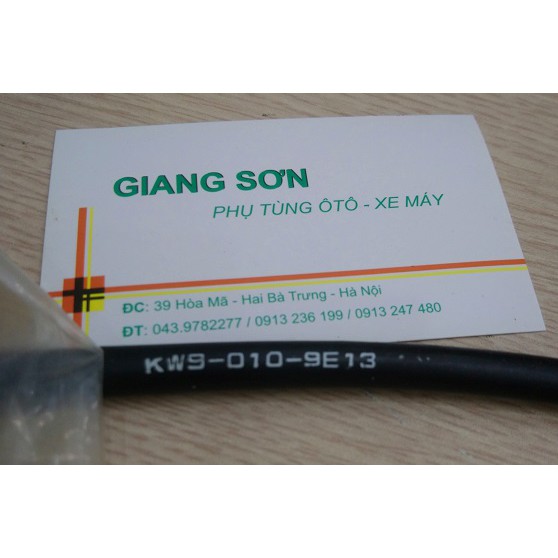 GIANG SƠN
PHỤ TÙNG ÔTÔ - XE MÁY
ĐC: 39 Hòa Mã - Hai Bà Trưng - Hà Nội
ĐT: 043.9782277 / 0913 236 199 / 0913 247 480
KW9-010-9E13